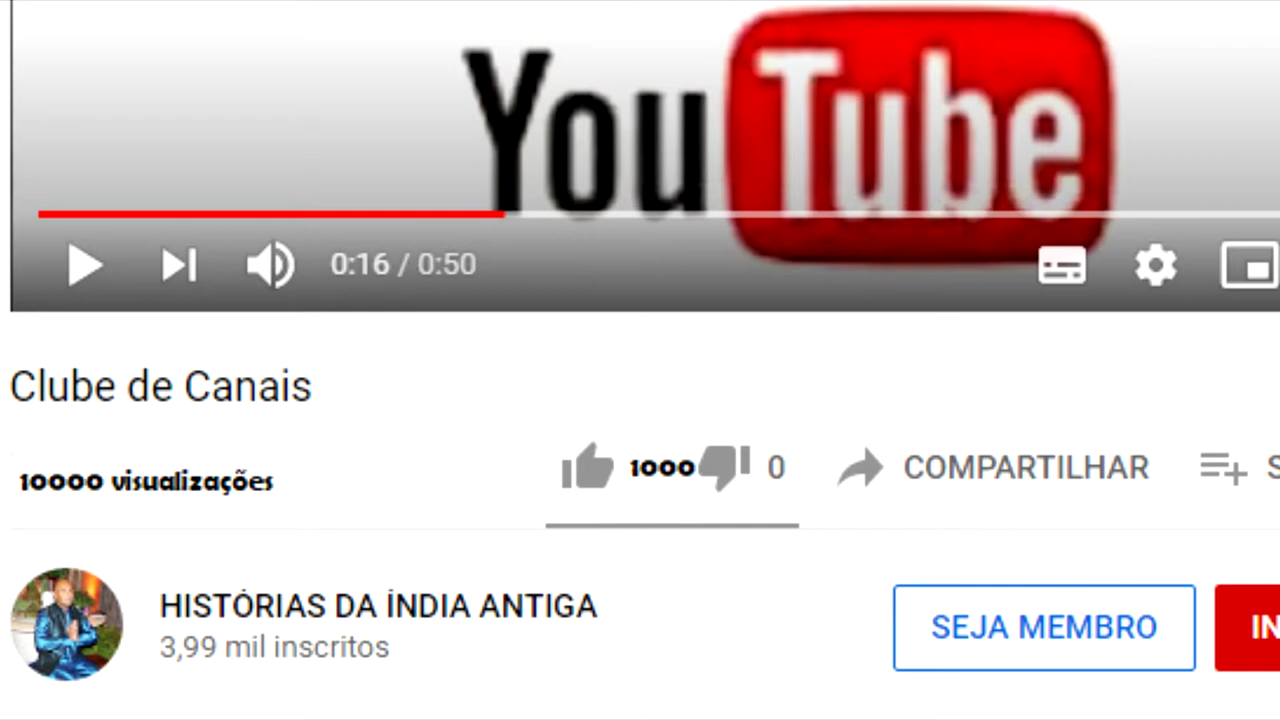 YouTube
0:16 / 0:50
Clube de Canais
10000 visualizações
1000 0 COMPARTILHAR S
HISTÓRIAS DA ÍNDIA ANTIGA
3,99 mil inscritos
SEJA MEMBRO IN